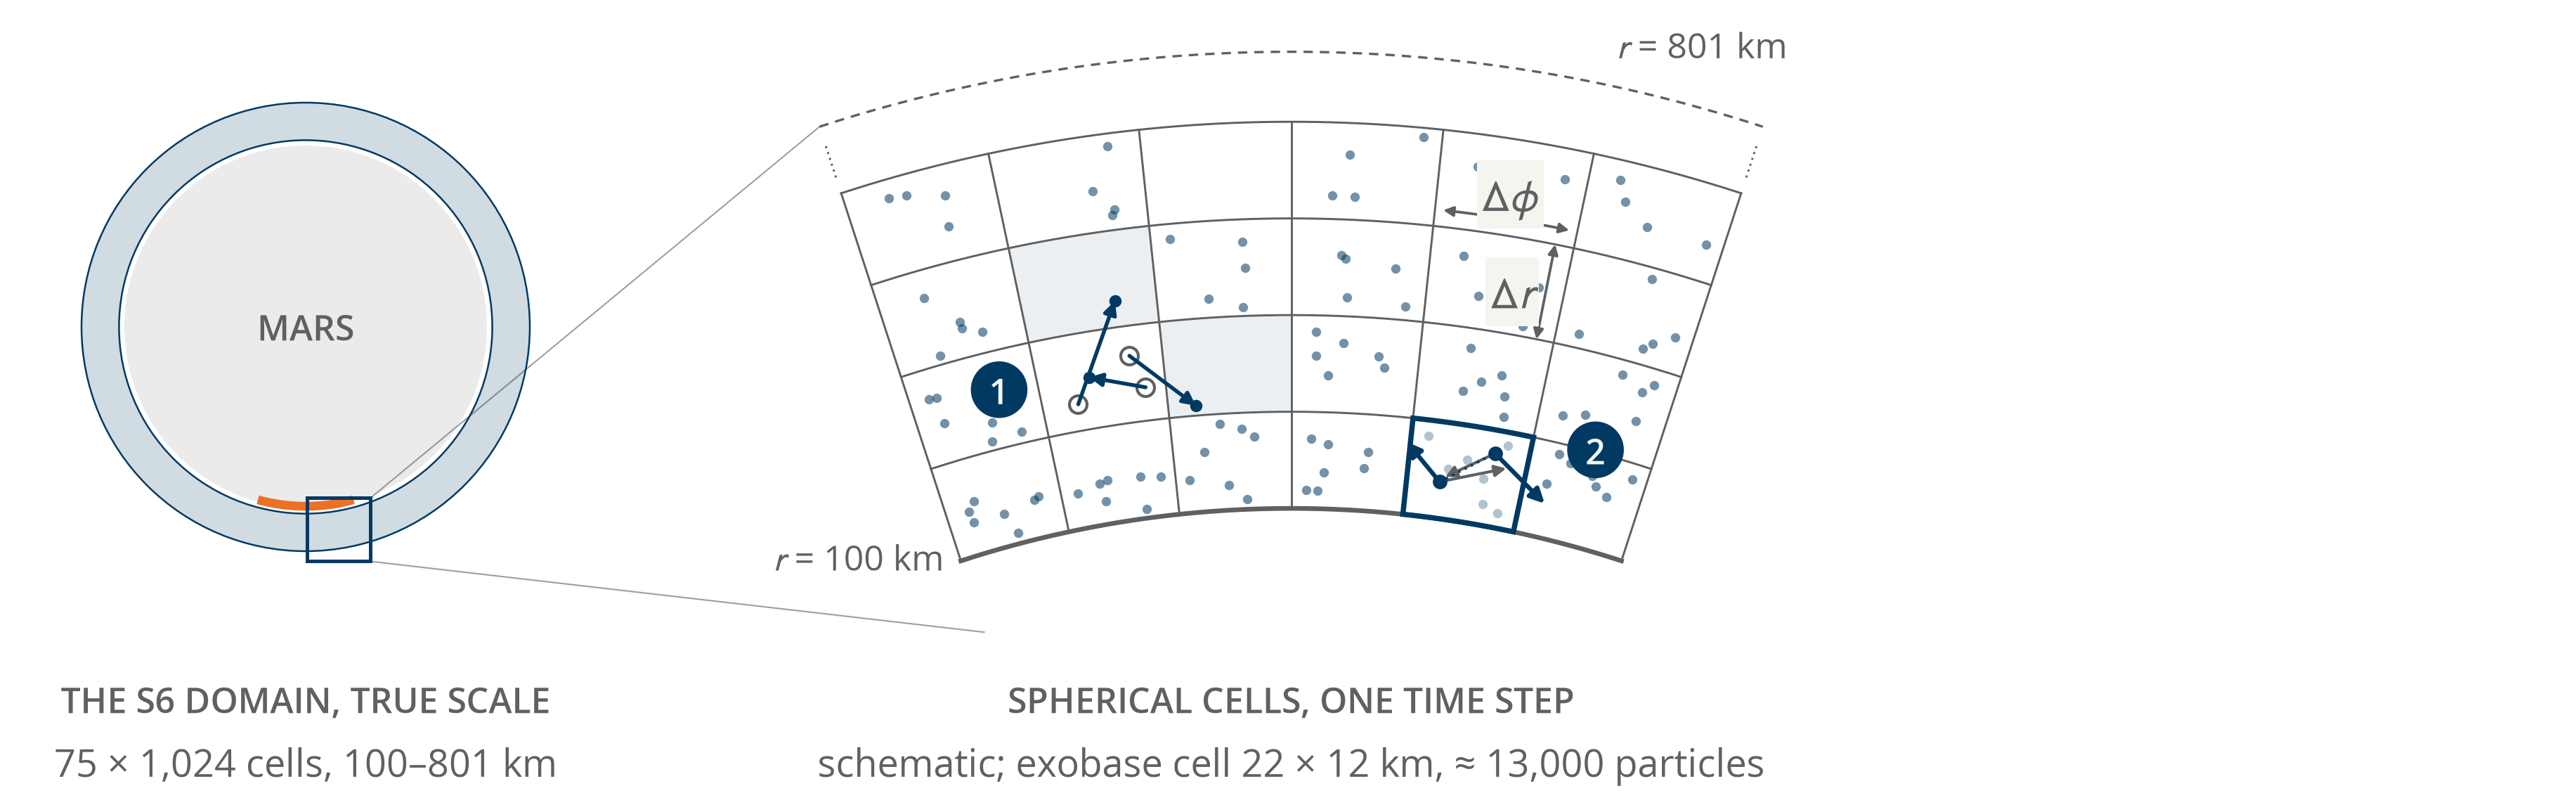 r = 801 km
Δϕ
Δr
MARS
1
2
r = 100 km
THE S6 DOMAIN, TRUE SCALE
75 × 1,024 cells, 100–801 km
SPHERICAL CELLS, ONE TIME STEP
schematic; exobase cell 22 × 12 km, ≈ 13,000 particles